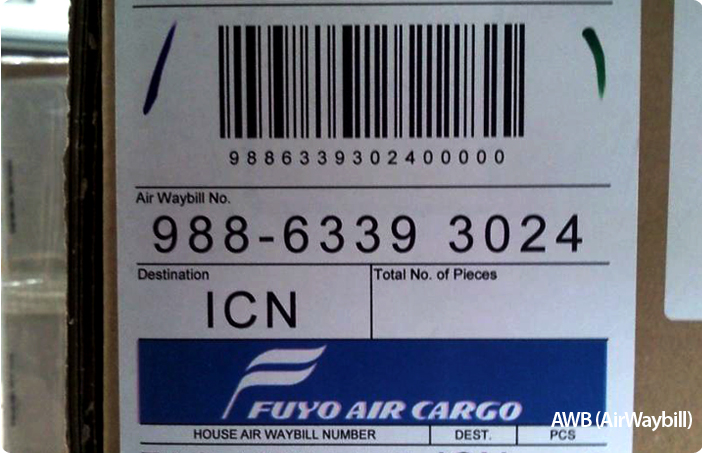 9886339302400000
Air Waybill No.
988-6339 3024
Destination
Total No. of Pieces
ICN
FUYO AIR CARGO
AWB (AirWaybill)
HOUSE AIR WAYBILL NUMBER
DEST.
PCS